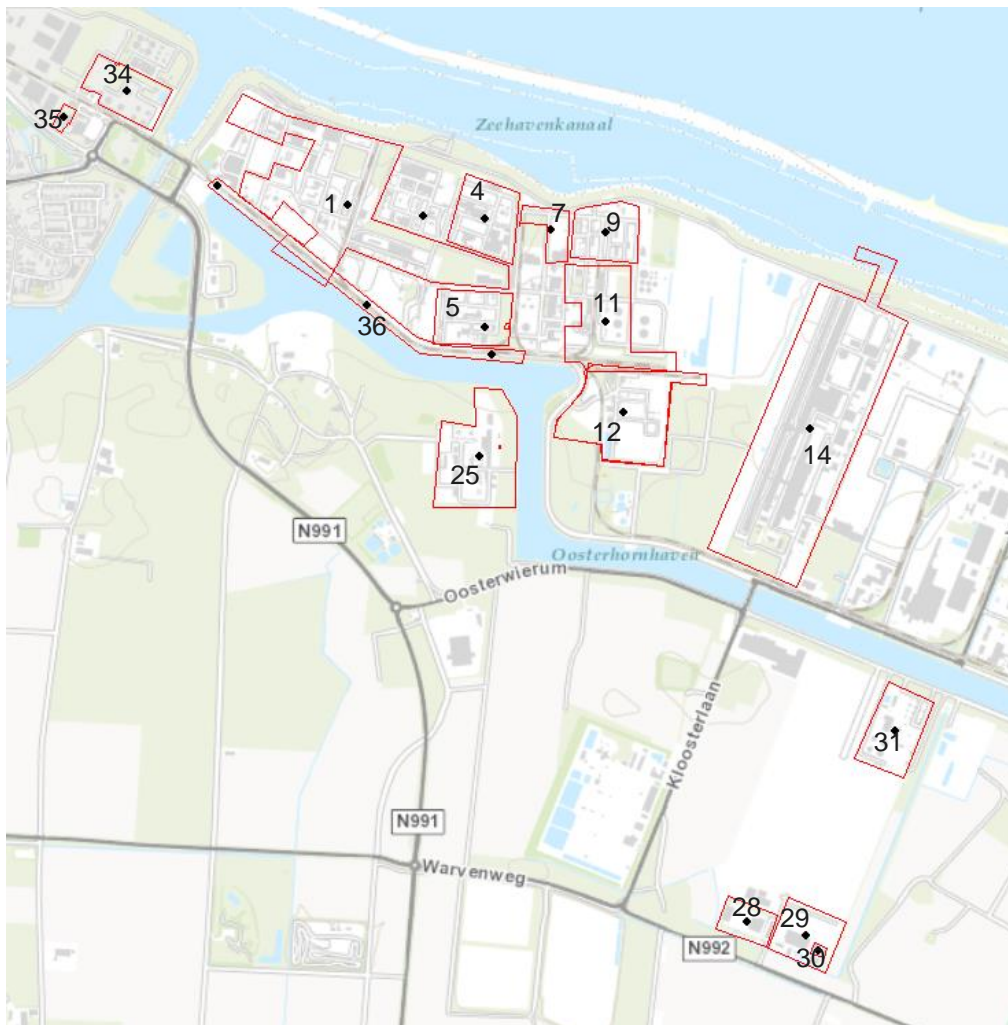 34
35
Zeehavenkanaal
1
4
7
9
5
11
36
12
14
25
N991
Oosterhornhaven
Oosterwierum
Kloosterlaan
31
N991
Warvenweg
28
29
30
N992